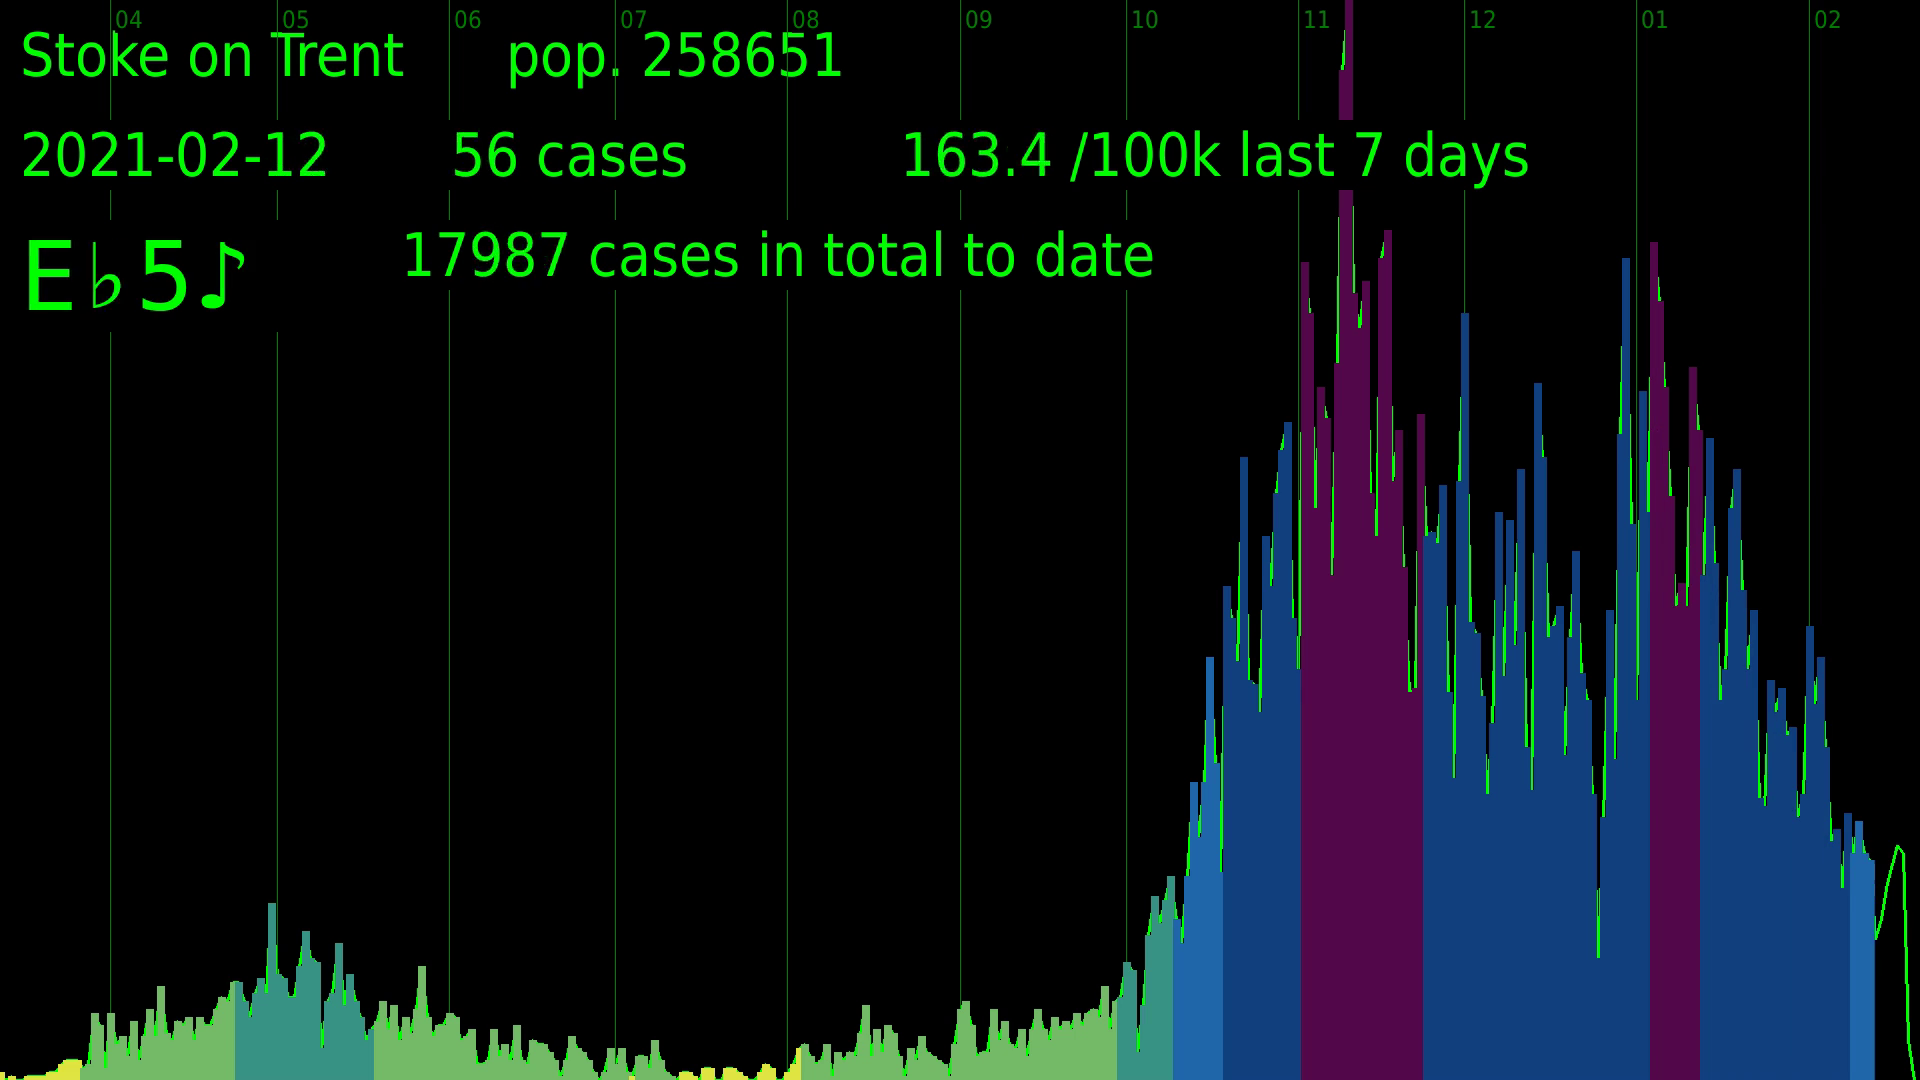 04 05 06 07 08 09 10 11 12 01 02
Stoke on Trent pop. 258651
2021-02-12 56 cases 163.4 /100k last 7 days
E♭5♪ 17987 cases in total to date